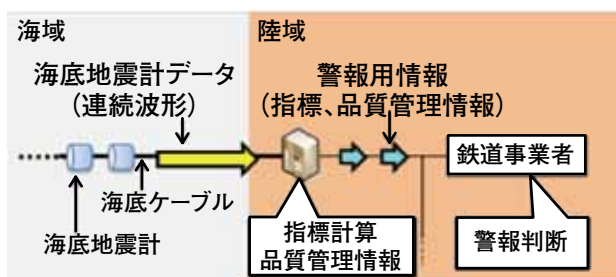 海域
陸域
海底地震計データ
(連続波形)
警報用情報
(指標、品質管理情報)
鉄道事業者
海底ケーブル
海底地震計
指標計算
品質管理情報
警報判断